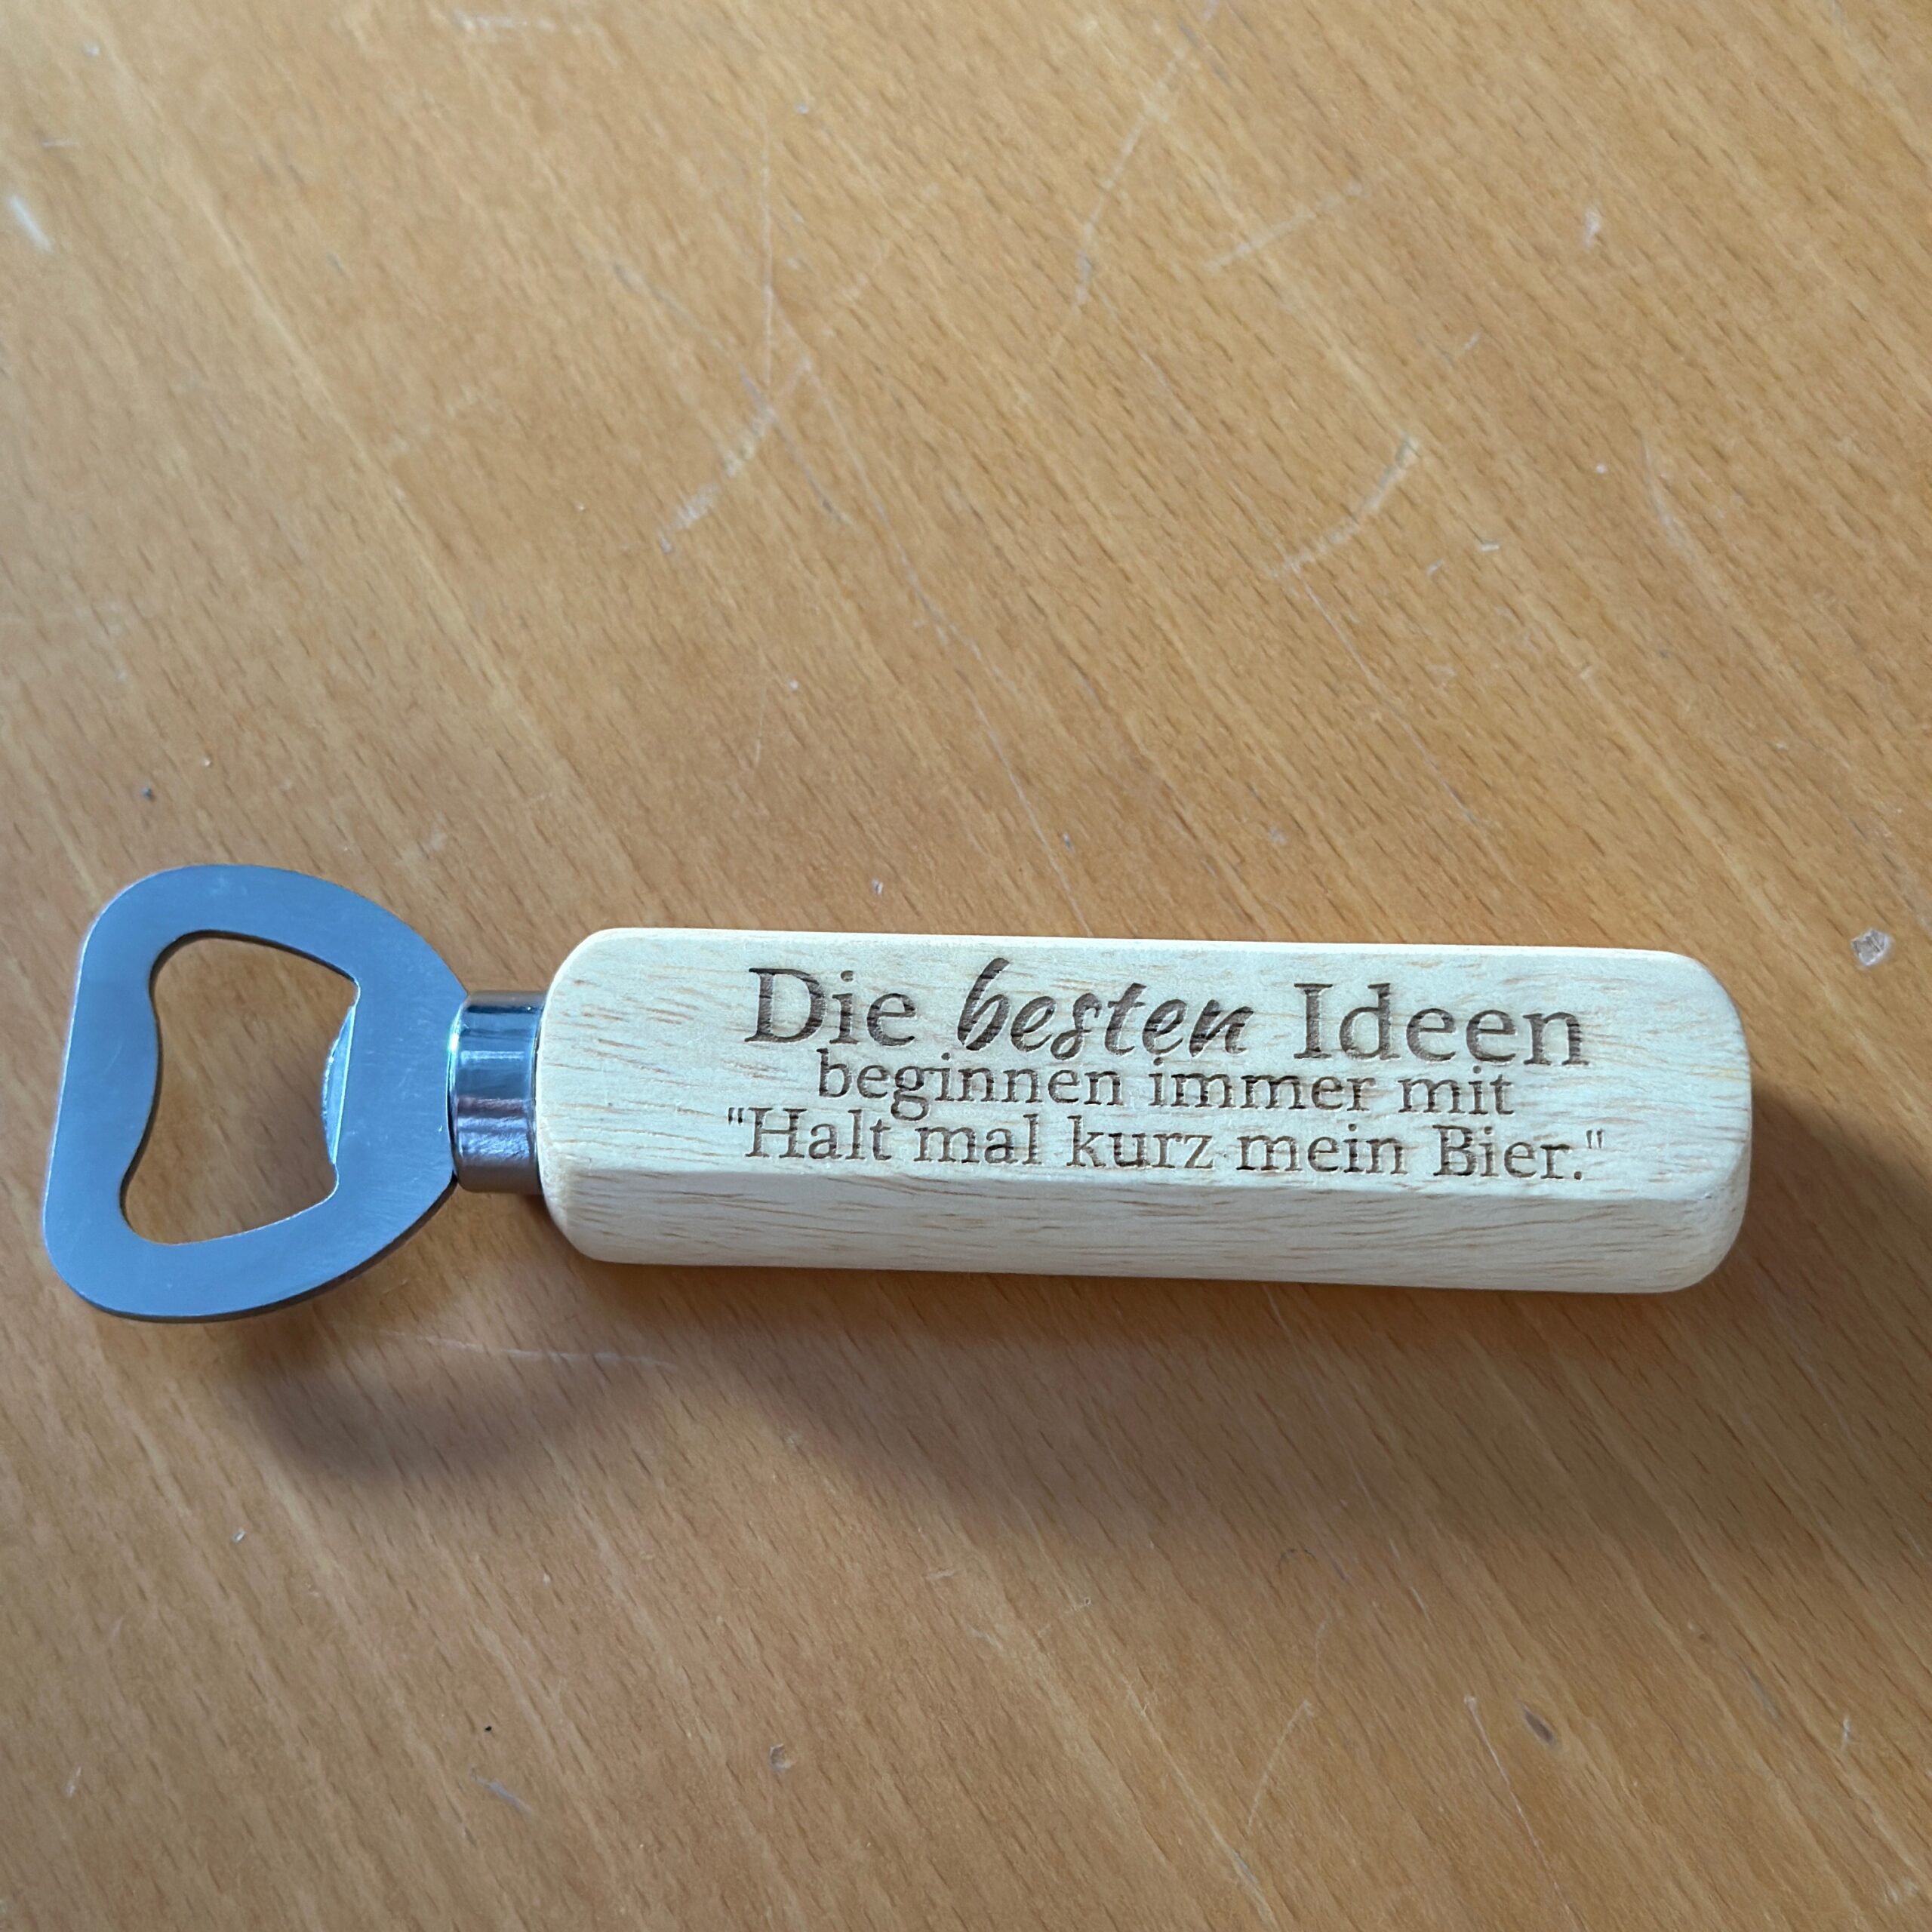 Die besten Ideen
beginnen immer mit
"Halt mal kurz mein Bier."